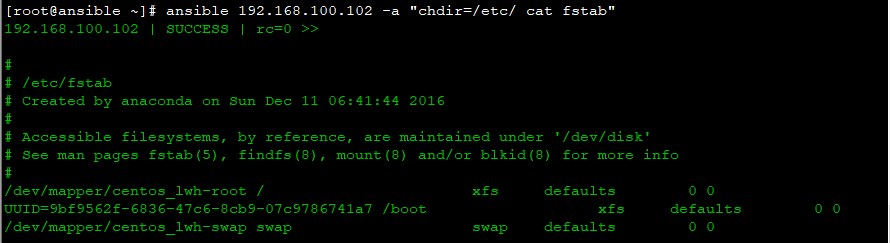 [root@ansible ~]# ansible 192.168.100.102 -a "chdir=/etc/ cat fstab"
192.168.100.102 | SUCCESS | rc=0 >>
#
# /etc/fstab
# Created by anaconda on Sun Dec 11 06:41:44 2016
#
# Accessible filesystems, by reference, are maintained under '/dev/disk'
# See man pages fstab(5), findfs(8), mount(8) and/or blkid(8) for more info
#
/dev/mapper/centos_lwh-root / xfs defaults 0 0
UUID=9bf9562f-6836-47c6-8cb9-07c9786741a7 /boot xfs defaults 0 0
/dev/mapper/centos_lwh-swap swap swap defaults 0 0